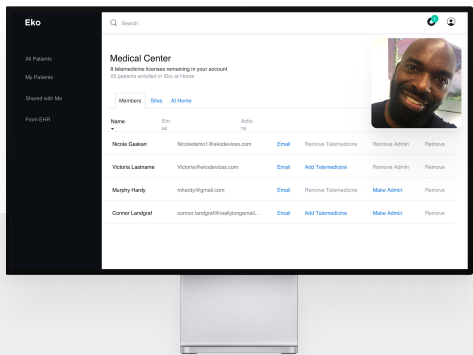 Eko
Search
All Patients
My Patients
Shared with Me
From EHR
Medical Center
8 telemedicine licenses remaining in your account
23 patients enrolled in Eko at Home
Members Sites At Home
Name Em Actio
ail ns
Nicole Gaskari Nicoledemo1@ekodevices.com Email Remove Telemedicine Remove Admin Remove
Victoria Lastname Victoria@ekodevices.com Email Add Telemedicine Remove Admin Remove
Murphy Hardy mhardy@gmail.com Email Remove Telemedicine Make Admin Remove
Connor Landgraf connor.landgraf@reallylongemail... Email Add Telemedicine Make Admin Remove